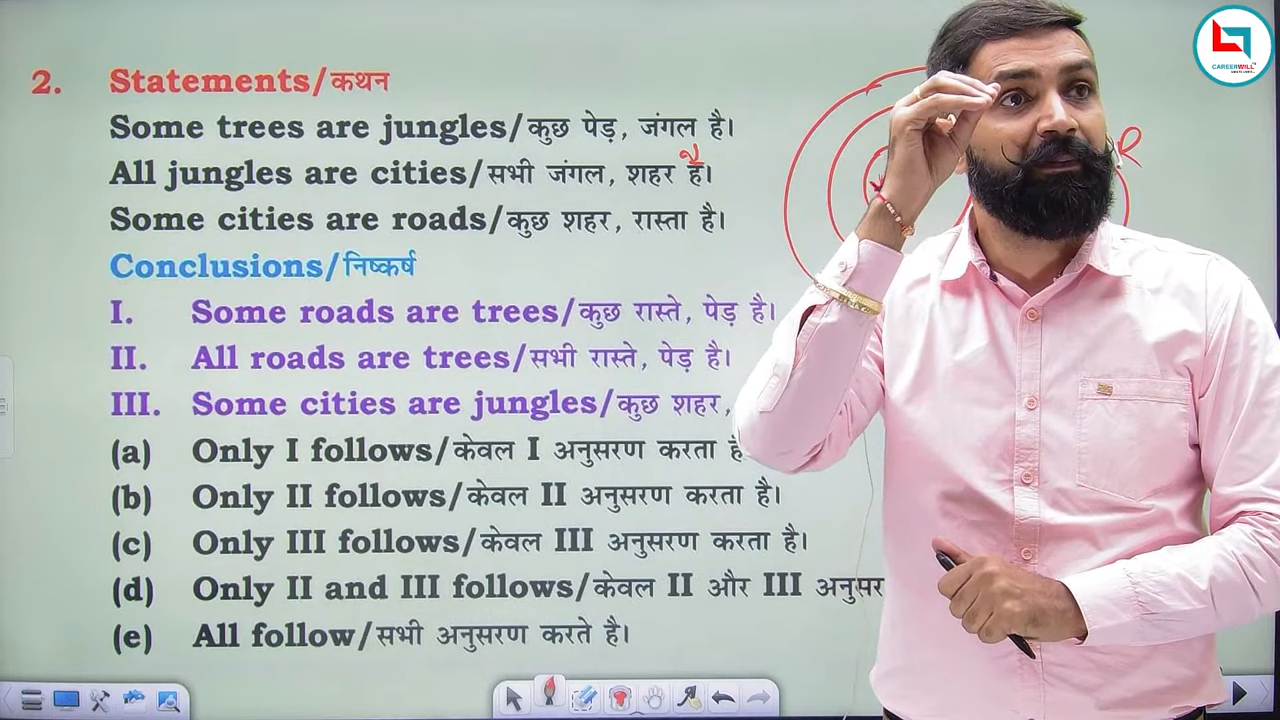 CAREERWILL
2. Statements/कथन
Some trees are jungles/कुछ पेड़, जंगल है।
All jungles are cities/सभी जंगल, शहर है।
Some cities are roads/कुछ शहर, रास्ता है।
R
Conclusions/निष्कर्ष
I. Some roads are trees/कुछ रास्ते, पेड़ है।
II. All roads are trees/सभी रास्ते, पेड़ है।
III. Some cities are jungles/कुछ शहर,
(a) Only I follows/केवल I अनुसरण करता है
(b) Only II follows/केवल II अनुसरण करता है।
(c) Only III follows/केवल III अनुसरण करता है।
(d) Only II and III follows/केवल II और III अनुसर
(e) All follow/सभी अनुसरण करते है।